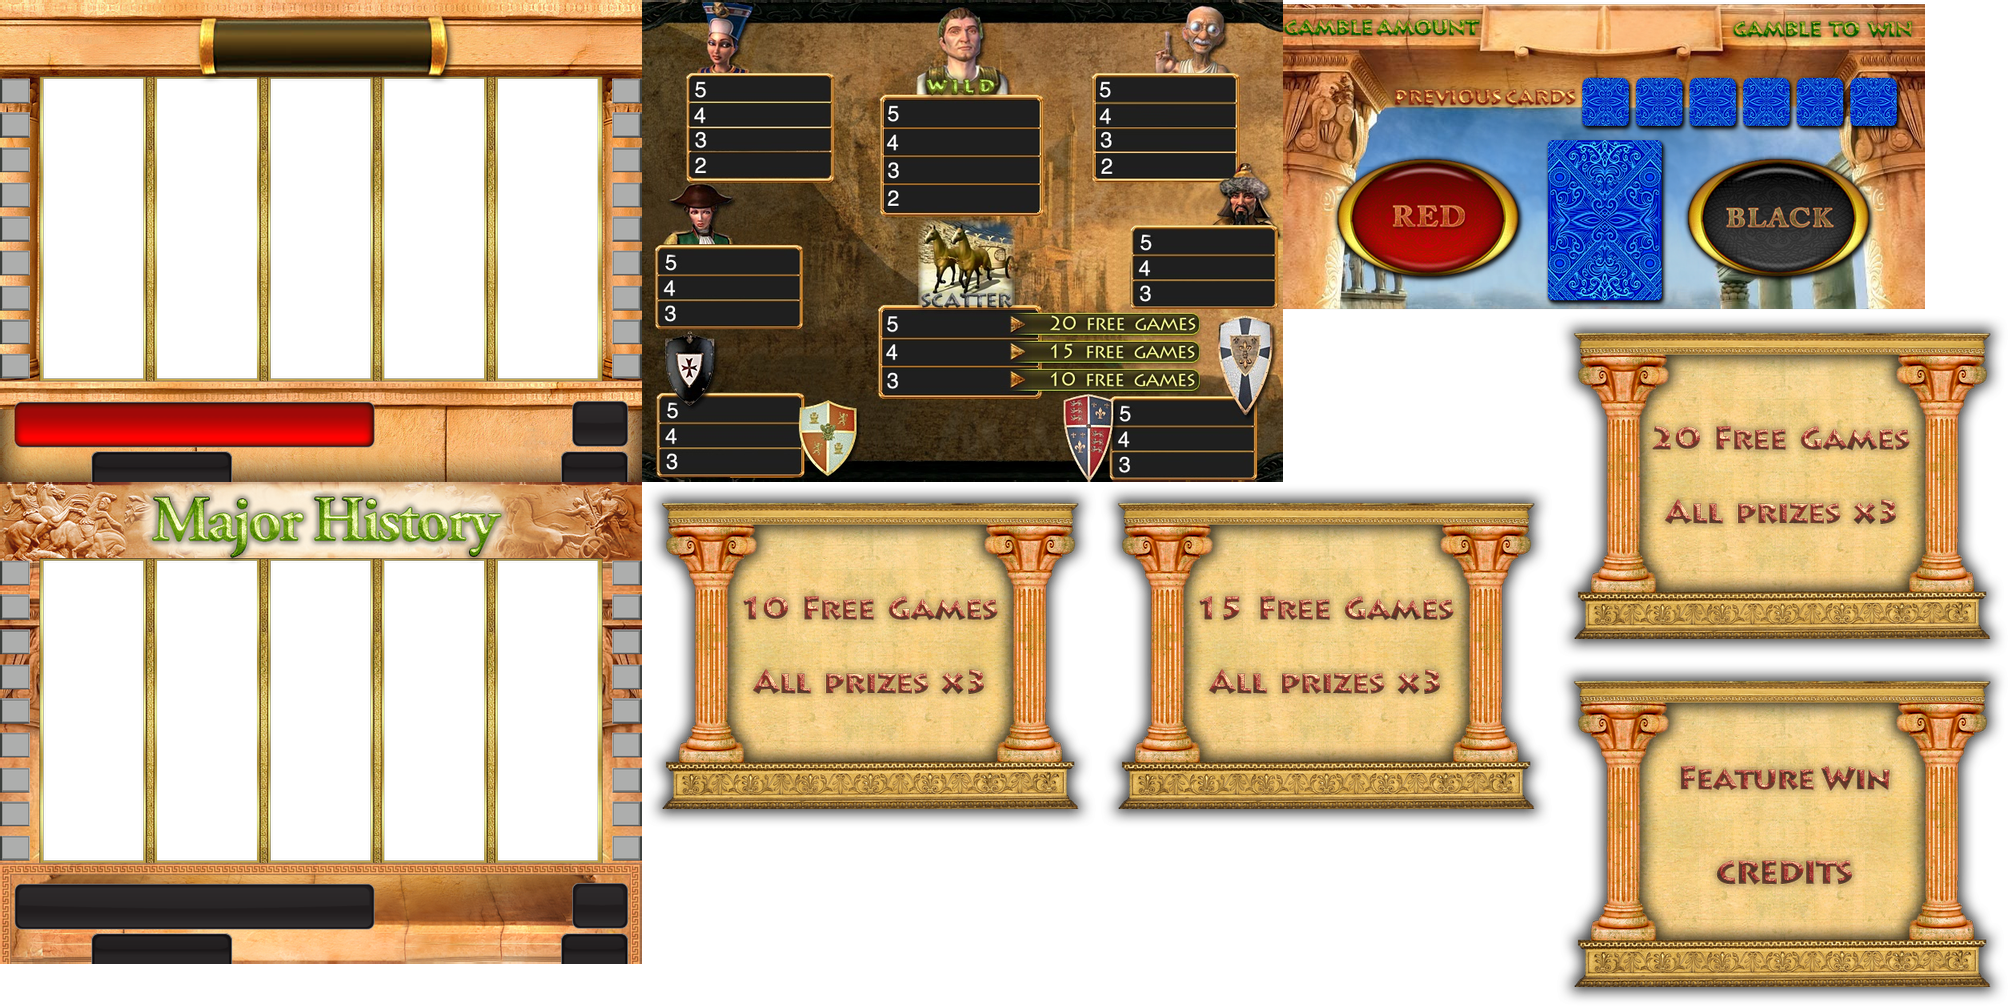 Major History
5
4
3
2
WILD
5
4
3
2
5
4
3
2
5
4
3
5
4
3
SCATTER
5 20 FREE GAMES
4 15 FREE GAMES
3 10 FREE GAMES
5
4
3
5
4
3
GAMBLE AMOUNT
GAMBLE TO WIN
PREVIOUS CARDS
RED
BLACK
20 FREE GAMES
ALL PRIZES X3
10 FREE GAMES
ALL PRIZES X3
15 FREE GAMES
ALL PRIZES X3
FEATURE WIN
CREDITS